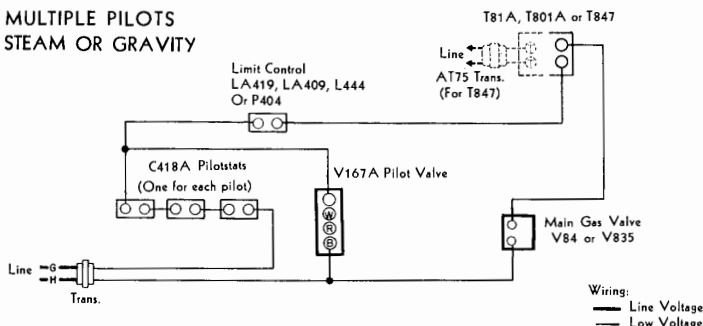 MULTIPLE PILOTS
STEAM OR GRAVITY
T81A, T801A or T847
Line
AT75 Trans.
(For T847)
Limit Control
LA419, LA409, L444
Or P404
C418A Pilotstats
(One for each pilot)
V167A Pilot Valve
W
R
B
Main Gas Valve
V84 or V835
Line
G
H
Trans.
Wiring:
Line Voltage
Low Voltage